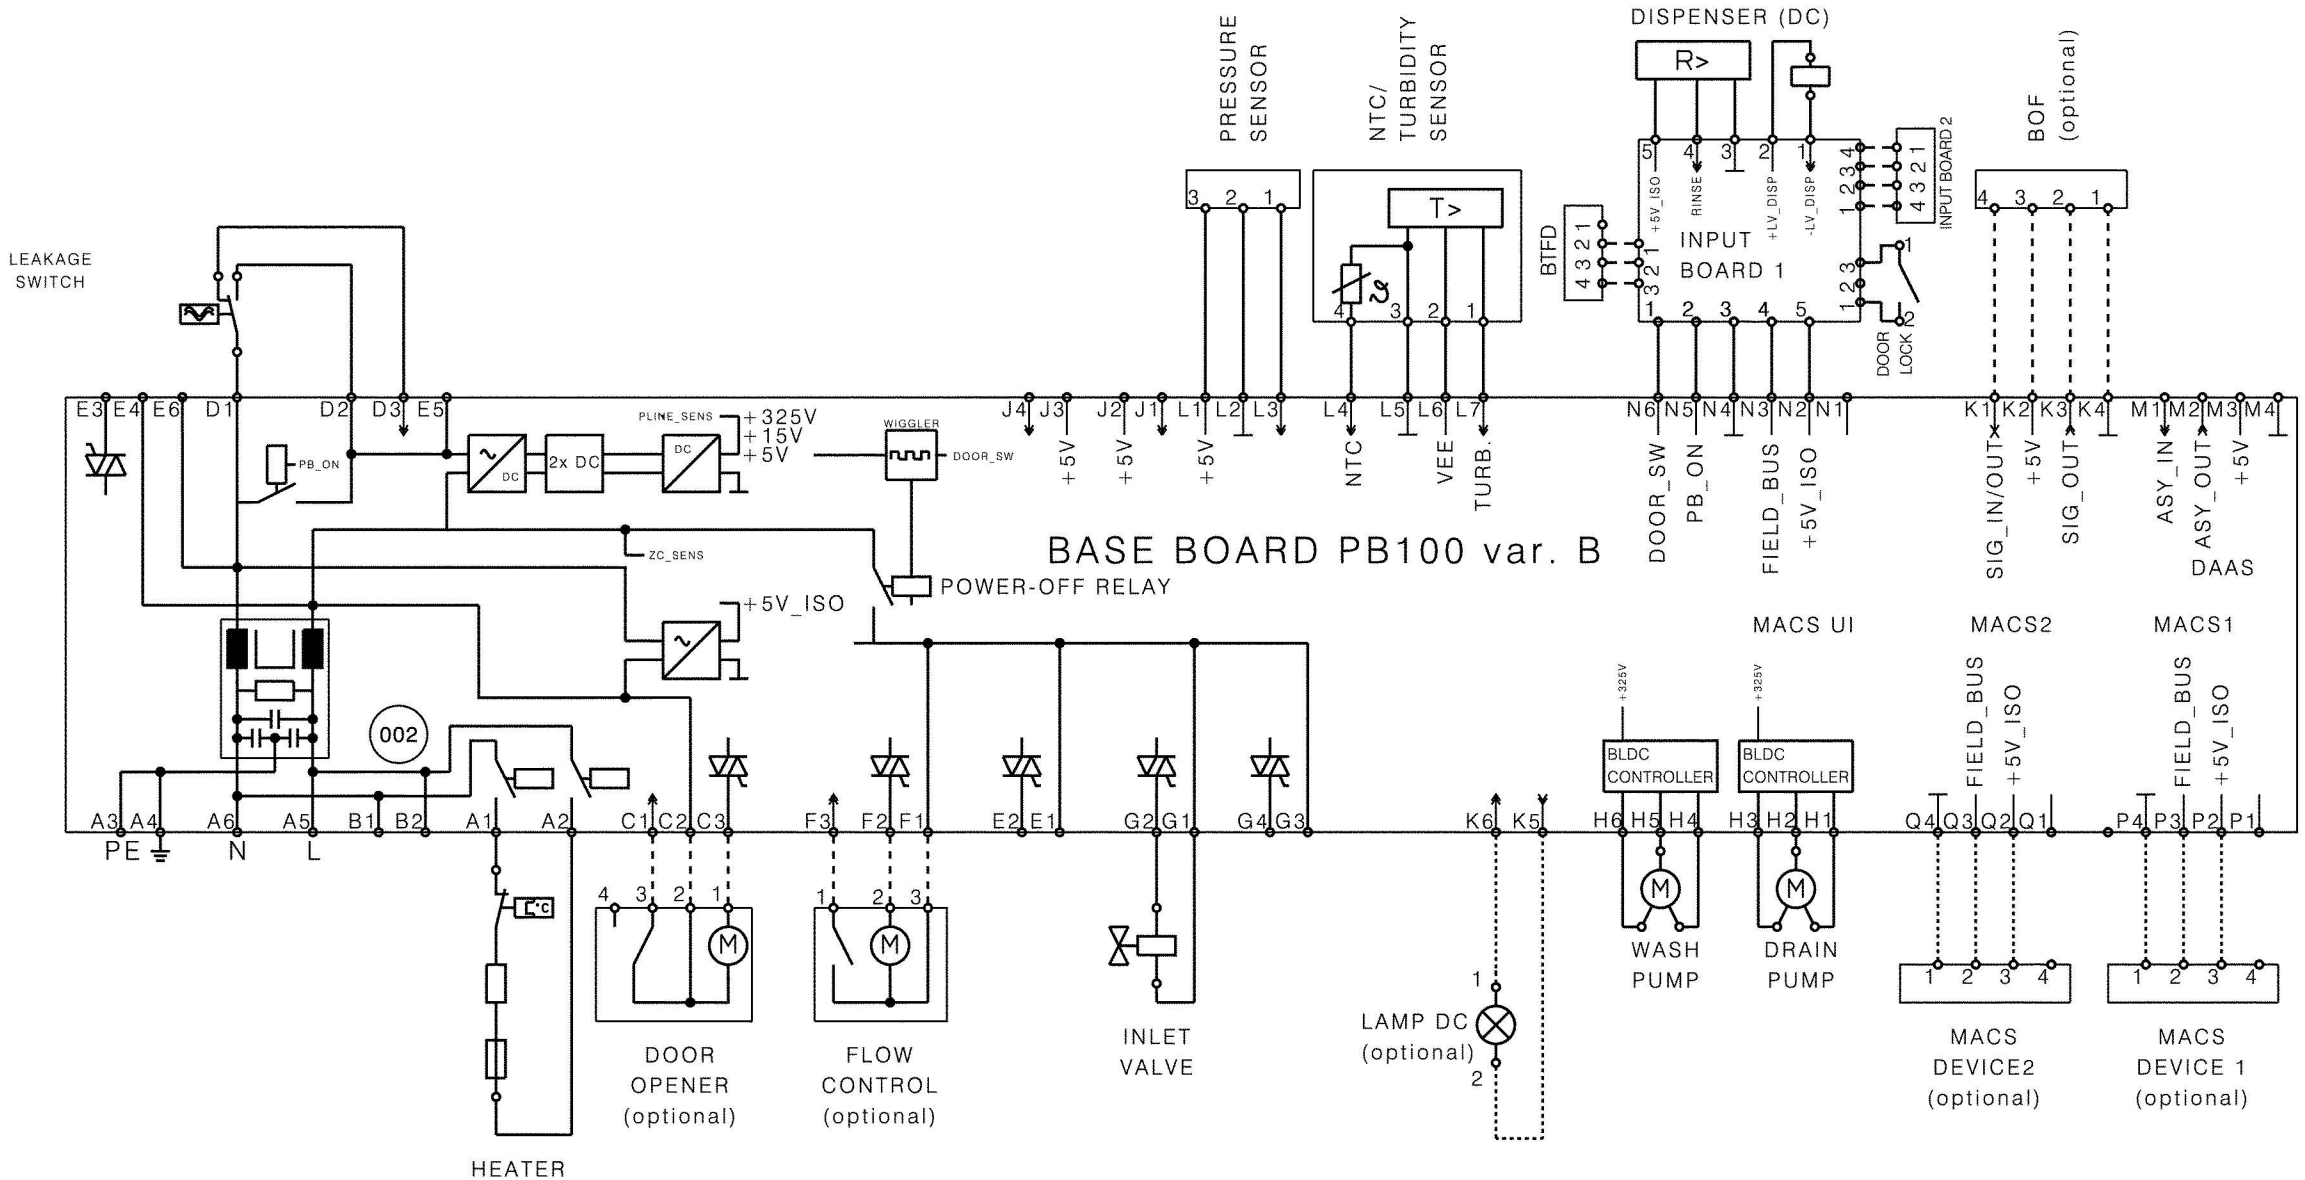 DISPENSER (DC)
PRESSURE
SENSOR
NTC/
TURBIDITY
SENSOR
BOF
(optional)
R>
5 4 3 2 1
+5V_ISO
RINSE
+LV_DISP
-LV_DISP
INPUT
BOARD 1
1 2 3 4
4 3 2 1
INPUT BOARD 2
3 2 1
T>
4 3 2 1
4 3 2 1
BTFD
4 3 2 1
3 2 1
1 2 3
1
2
DOOR
LOCK
1 2 3 4 5
LEAKAGE
SWITCH
E3 E4 E6 D1 D2 D3 E5
J4 J3 J2 J1 L1 L2 L3 L4 L5 L6 L7
N6 N5 N4 N3 N2 N1
K1 K2 K3 K4 M1 M2 M3 M4
PB_ON
~
DC
2x DC
DC
PLINE_SENS
+325V
+15V
+5V
WIGGLER
DOOR_SW
+5V
+5V
+5V
NTC
VEE
TURB.
DOOR_SW
PB_ON
FIELD_BUS
+5V_ISO
SIG_IN/OUT
+5V
SIG_OUT
ASY_IN
ASY_OUT
+5V
DAAS
BASE BOARD PB100 var. B
ZC_SENS
POWER-OFF RELAY
+5V_ISO
~
MACS UI
MACS2
MACS1
+325V
+325V
FIELD_BUS
+5V_ISO
FIELD_BUS
+5V_ISO
002
BLDC
CONTROLLER
BLDC
CONTROLLER
A3 A4 A6 A5 B1 B2 A1 A2 C1 C2 C3 F3 F2 F1 E2 E1 G2 G1 G4 G3 K6 K5 H6 H5 H4 H3 H2 H1 Q4 Q3 Q2 Q1 P4 P3 P2 P1
PE N L
°C
4 3 2 1
M
1 2 3
M
M
M
WASH
PUMP
DRAIN
PUMP
1 2 3 4
1 2 3 4
1
LAMP DC
(optional)
2
DOOR
OPENER
(optional)
FLOW
CONTROL
(optional)
INLET
VALVE
MACS
DEVICE2
(optional)
MACS
DEVICE 1
(optional)
HEATER